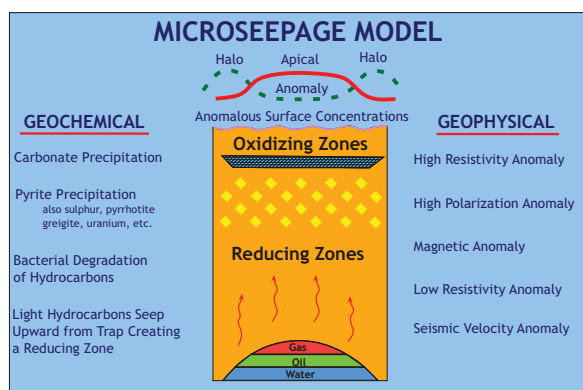 MICROSEEPAGE MODEL
Halo
Apical
Halo
Anomaly
Anomalous Surface Concentrations
GEOCHEMICAL
Carbonate Precipitation
Pyrite Precipitation
also sulphur, pyrrhotite
greigite, uranium, etc.
Bacterial Degradation
of Hydrocarbons
Light Hydrocarbons Seep
Upward from Trap Creating
a Reducing Zone
Oxidizing Zones
Reducing Zones
Gas
Oil
Water
GEOPHYSICAL
High Resistivity Anomaly
High Polarization Anomaly
Magnetic Anomaly
Low Resistivity Anomaly
Seismic Velocity Anomaly